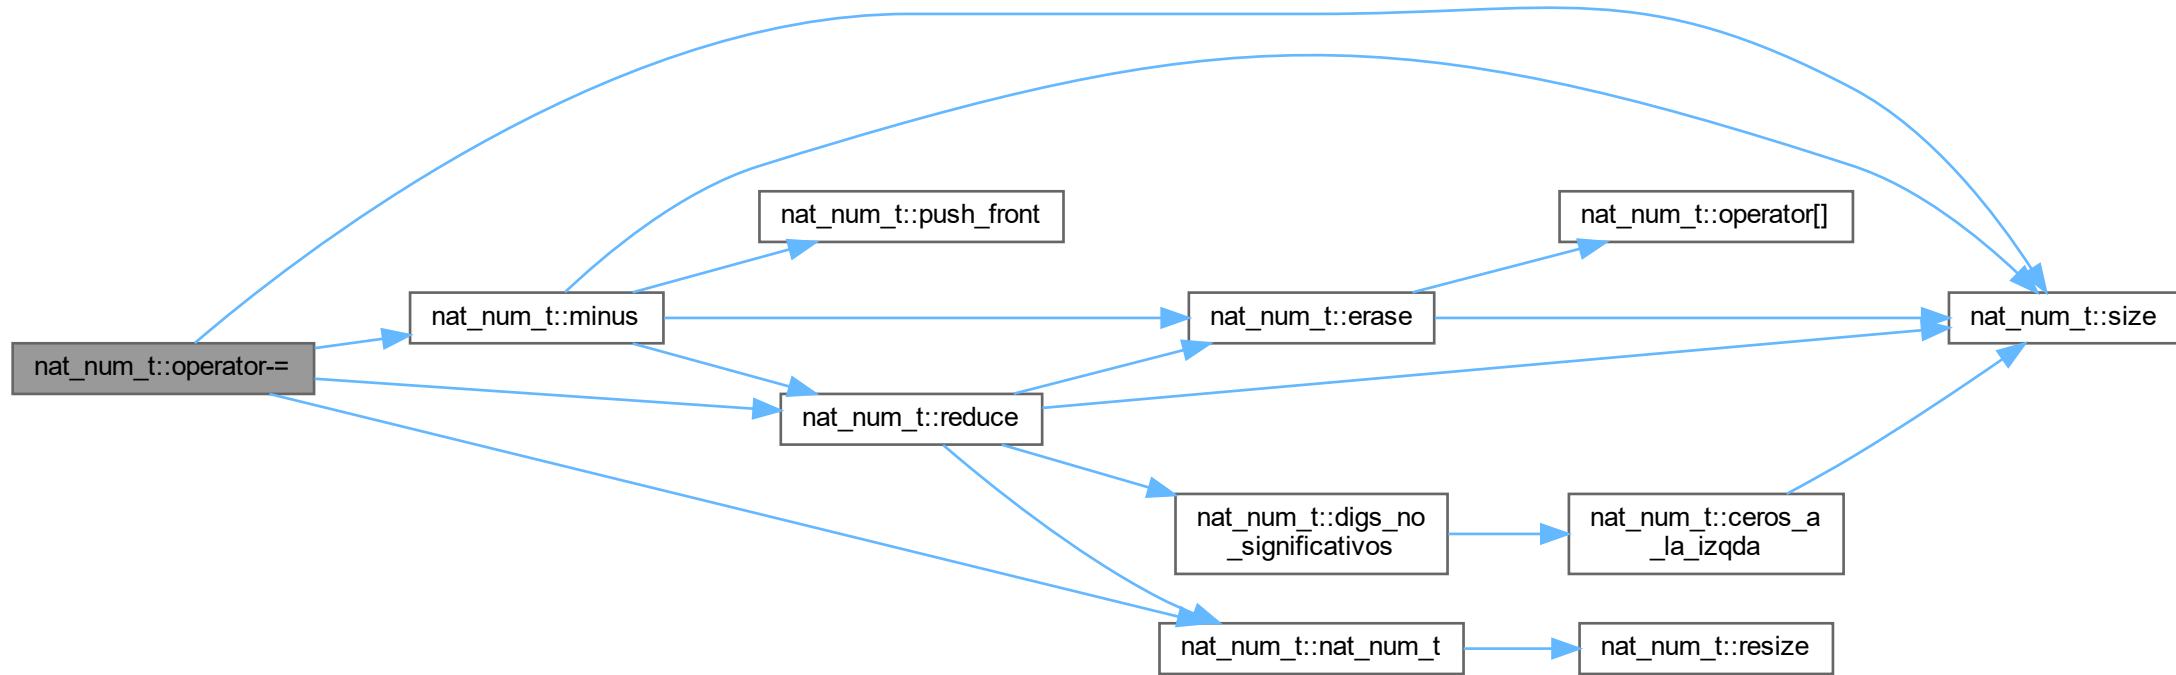 nat_num_t::operator-=
nat_num_t::minus
nat_num_t::push_front
nat_num_t::reduce
nat_num_t::erase
nat_num_t::digs_no
_significativos
nat_num_t::nat_num_t
nat_num_t::operator[]
nat_num_t::ceros_a
_la_izqda
nat_num_t::resize
nat_num_t::size